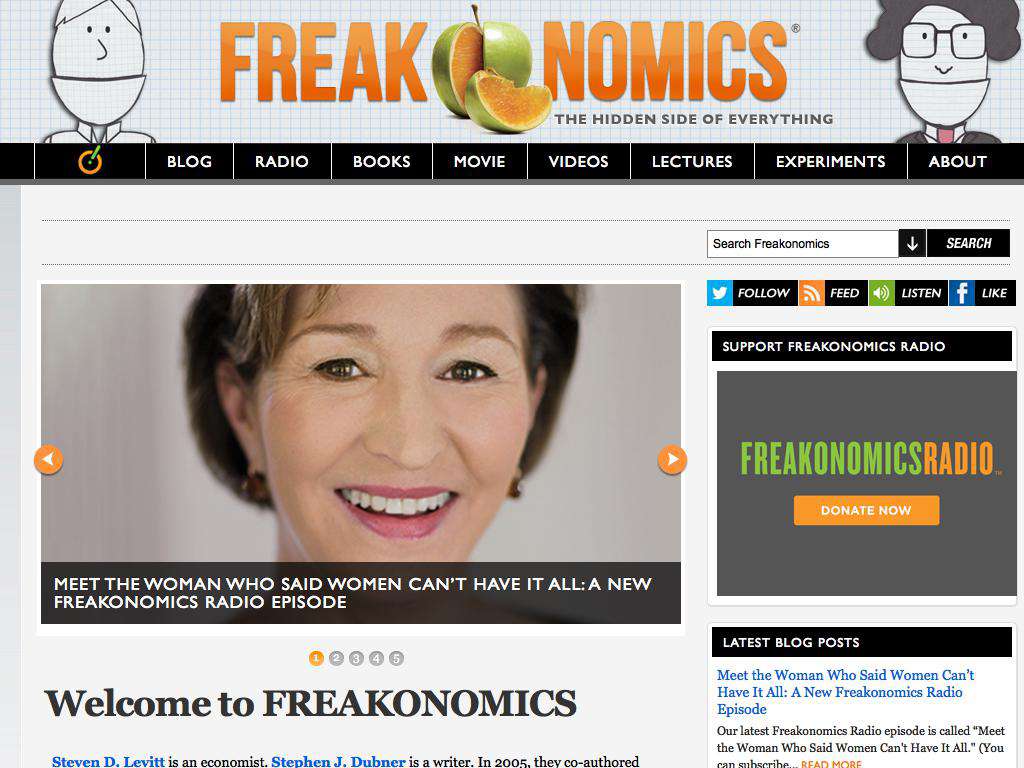 FREAKONOMICS®
THE HIDDEN SIDE OF EVERYTHING
BLOG RADIO BOOKS MOVIE VIDEOS LECTURES EXPERIMENTS ABOUT
Search Freakonomics SEARCH
FOLLOW FEED LISTEN LIKE
MEET THE WOMAN WHO SAID WOMEN CAN'T HAVE IT ALL: A NEW
FREAKONOMICS RADIO EPISODE
1 2 3 4 5
Welcome to FREAKONOMICS
Steven D. Levitt is an economist. Stephen J. Dubner is a writer. In 2005, they co-authored
SUPPORT FREAKONOMICS RADIO
FREAKONOMICSRADIO™
DONATE NOW
LATEST BLOG POSTS
Meet the Woman Who Said Women Can't
Have It All: A New Freakonomics Radio
Episode
Our latest Freakonomics Radio episode is called “Meet
the Woman Who Said Women Can't Have It All.” (You
can subscribe... READ MORE